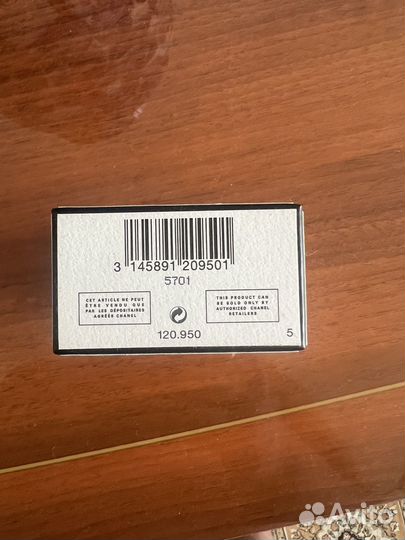 3 145891 209501
5701
CET ARTICLE NE PEUT
ÊTRE VENDU QUE
PAR LES DÉPOSITAIRES
AGRÉÉS CHANEL
THIS PRODUCT CAN
BE SOLD ONLY BY
AUTHORIZED CHANEL
RETAILERS
120.950
5
Avito